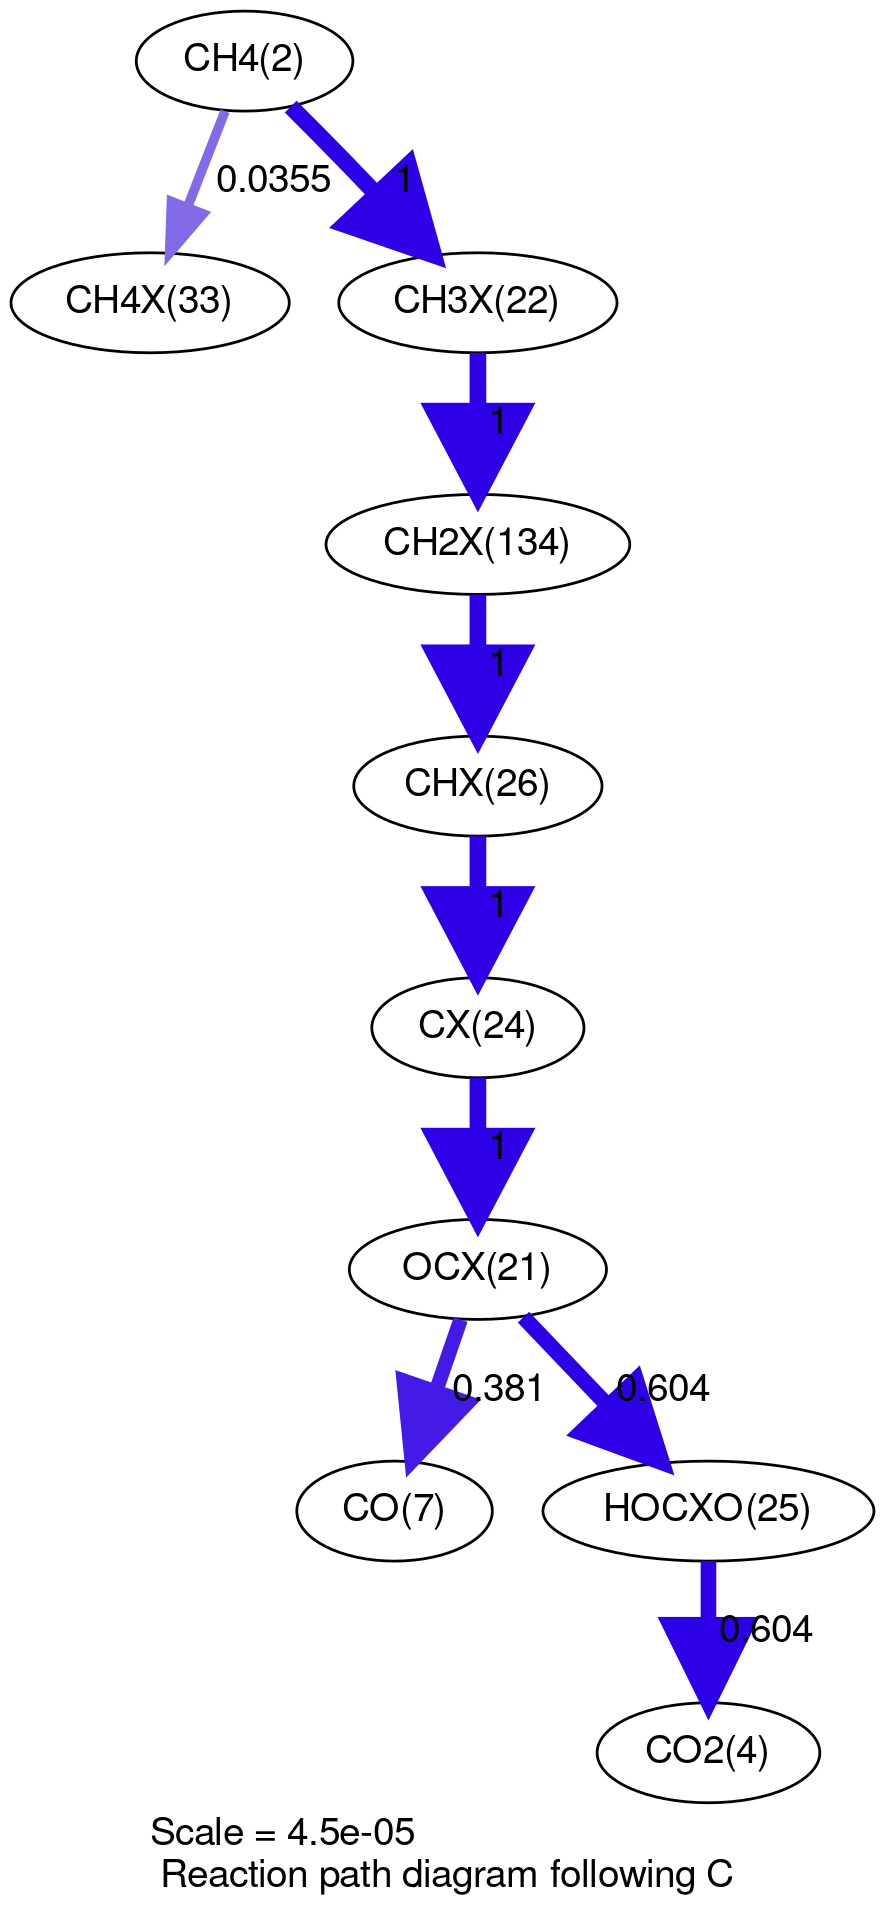 CH4(2)
0.0355
1
CH4X(33)
CH3X(22)
1
CH2X(134)
1
CHX(26)
1
CX(24)
1
OCX(21)
0.381
0.604
CO(7)
HOCXO(25)
0.604
CO2(4)
Scale = 4.5e-05
Reaction path diagram following C